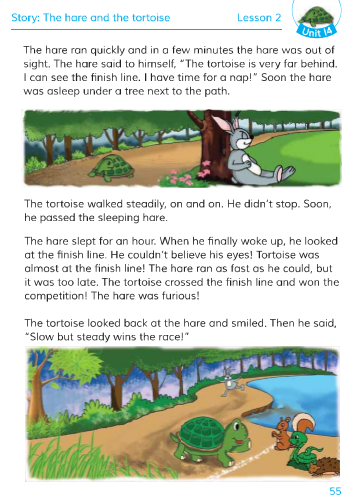 Story: The hare and the tortoise Lesson 2
Unit 14
The hare ran quickly and in a few minutes the hare was out of
sight. The hare said to himself, “The tortoise is very far behind.
I can see the finish line. I have time for a nap!” Soon the hare
was asleep under a tree next to the path.
The tortoise walked steadily, on and on. He didn’t stop. Soon,
he passed the sleeping hare.
The hare slept for an hour. When he finally woke up, he looked
at the finish line. He couldn’t believe his eyes! Tortoise was
almost at the finish line! The hare ran as fast as he could, but
it was too late. The tortoise crossed the finish line and won the
competition! The hare was furious!
The tortoise looked back at the hare and smiled. Then he said,
“Slow but steady wins the race!”
55